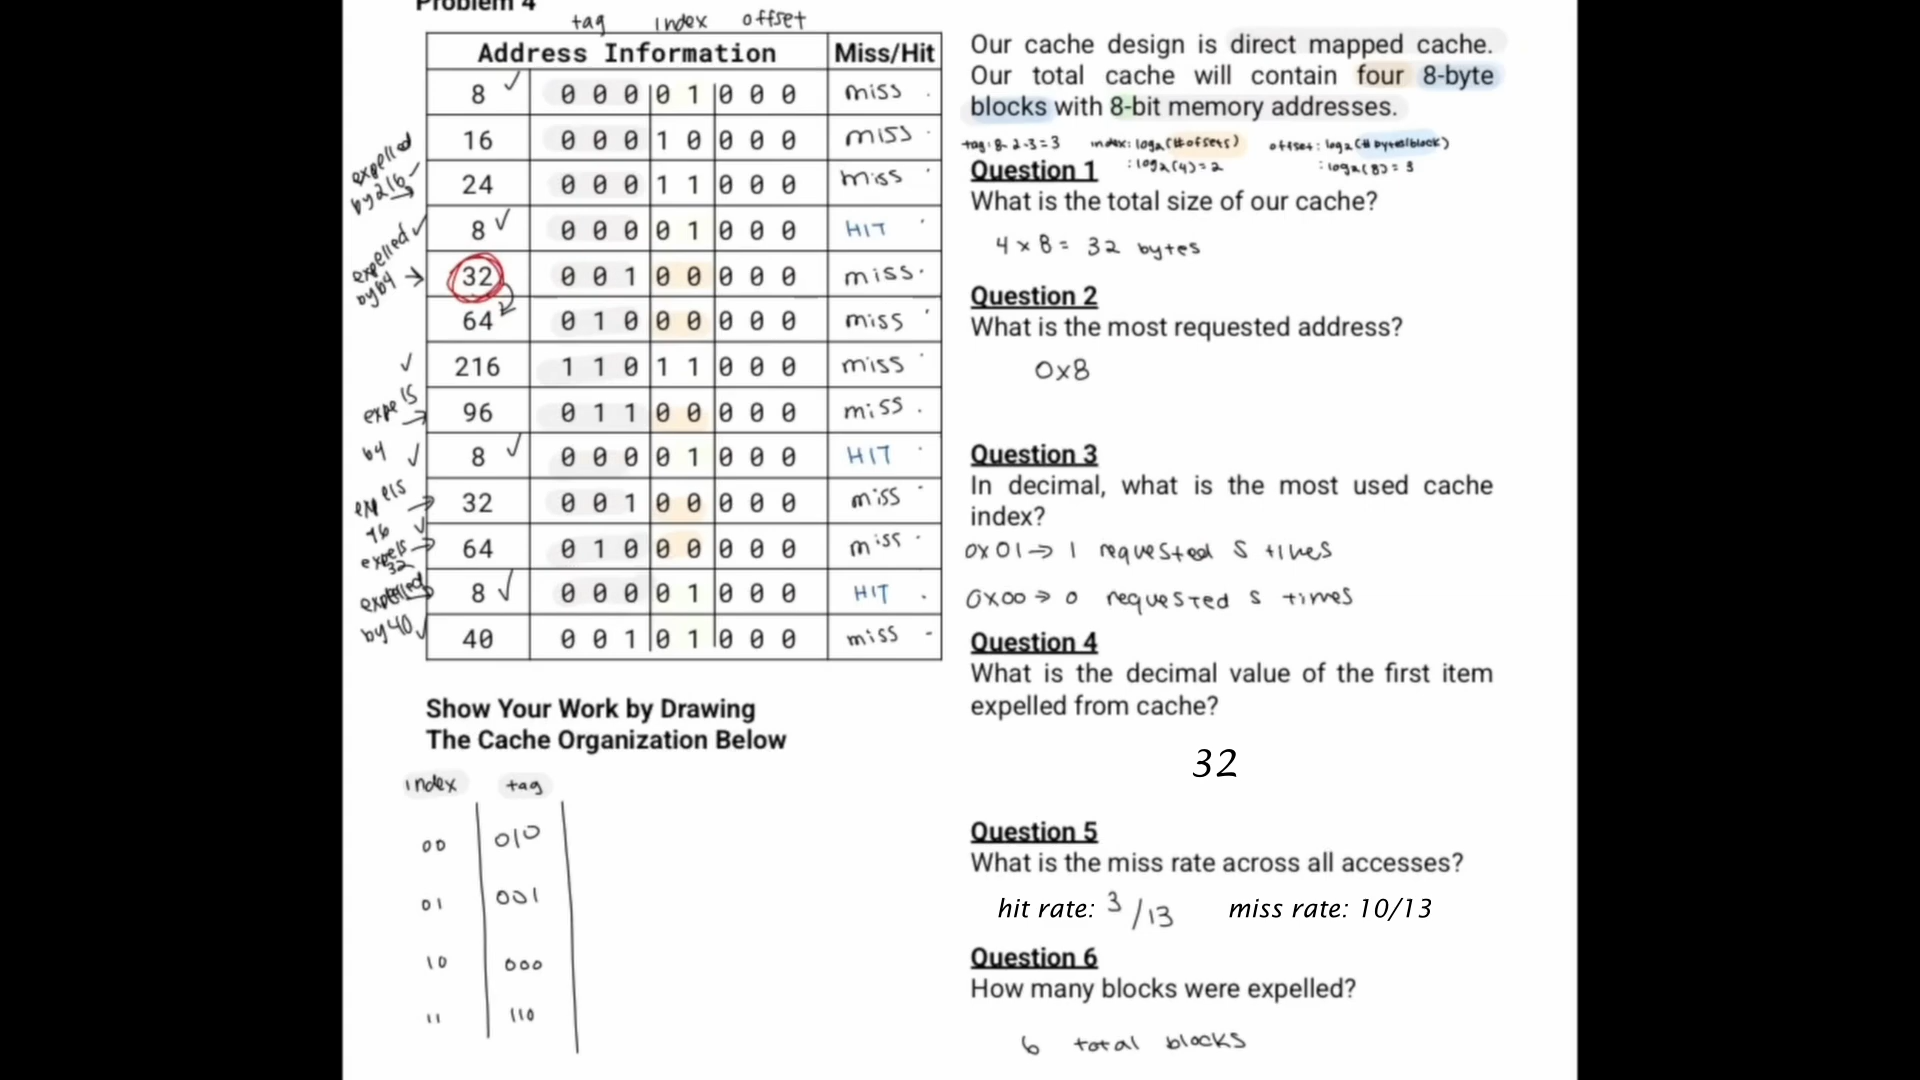 Problem 4
tag index offset
Address Information Miss/Hit
8 ✓ 0 0 0 0 1 0 0 0 miss
16 0 0 0 1 0 0 0 0 miss
expelled by 216 → 24 0 0 0 1 1 0 0 0 miss
8 ✓ 0 0 0 0 1 0 0 0 HIT
expelled by 64 → 32 0 0 1 0 0 0 0 0 miss
64 0 1 0 0 0 0 0 0 miss
✓ 216 1 1 0 1 1 0 0 0 miss
expels → 96 0 1 1 0 0 0 0 0 miss
64 ✓ 8 ✓ 0 0 0 0 1 0 0 0 HIT
expels → 32 0 0 1 0 0 0 0 0 miss
96 ✓
expels 32 → 64 0 1 0 0 0 0 0 0 miss
expelled → 8 ✓ 0 0 0 0 1 0 0 0 HIT
by 40 ✓ 40 0 0 1 0 1 0 0 0 miss
Show Your Work by Drawing
The Cache Organization Below
index tag
00 010
01 001
10 000
11 110
Our cache design is direct mapped cache.
Our total cache will contain four 8-byte
blocks with 8-bit memory addresses.
tag: 8-2-3=3 index: log2(# offsets) offset: log2(# bytes/block)
: log2(4)=2 : log2(8)=3
Question 1
What is the total size of our cache?
4 x 8 = 32 bytes
Question 2
What is the most requested address?
0x8
Question 3
In decimal, what is the most used cache
index?
0x01 → 1 requested 5 times
0x00 → 0 requested 5 times
Question 4
What is the decimal value of the first item
expelled from cache?
32
Question 5
What is the miss rate across all accesses?
hit rate: 3/13 miss rate: 10/13
Question 6
How many blocks were expelled?
6 total blocks